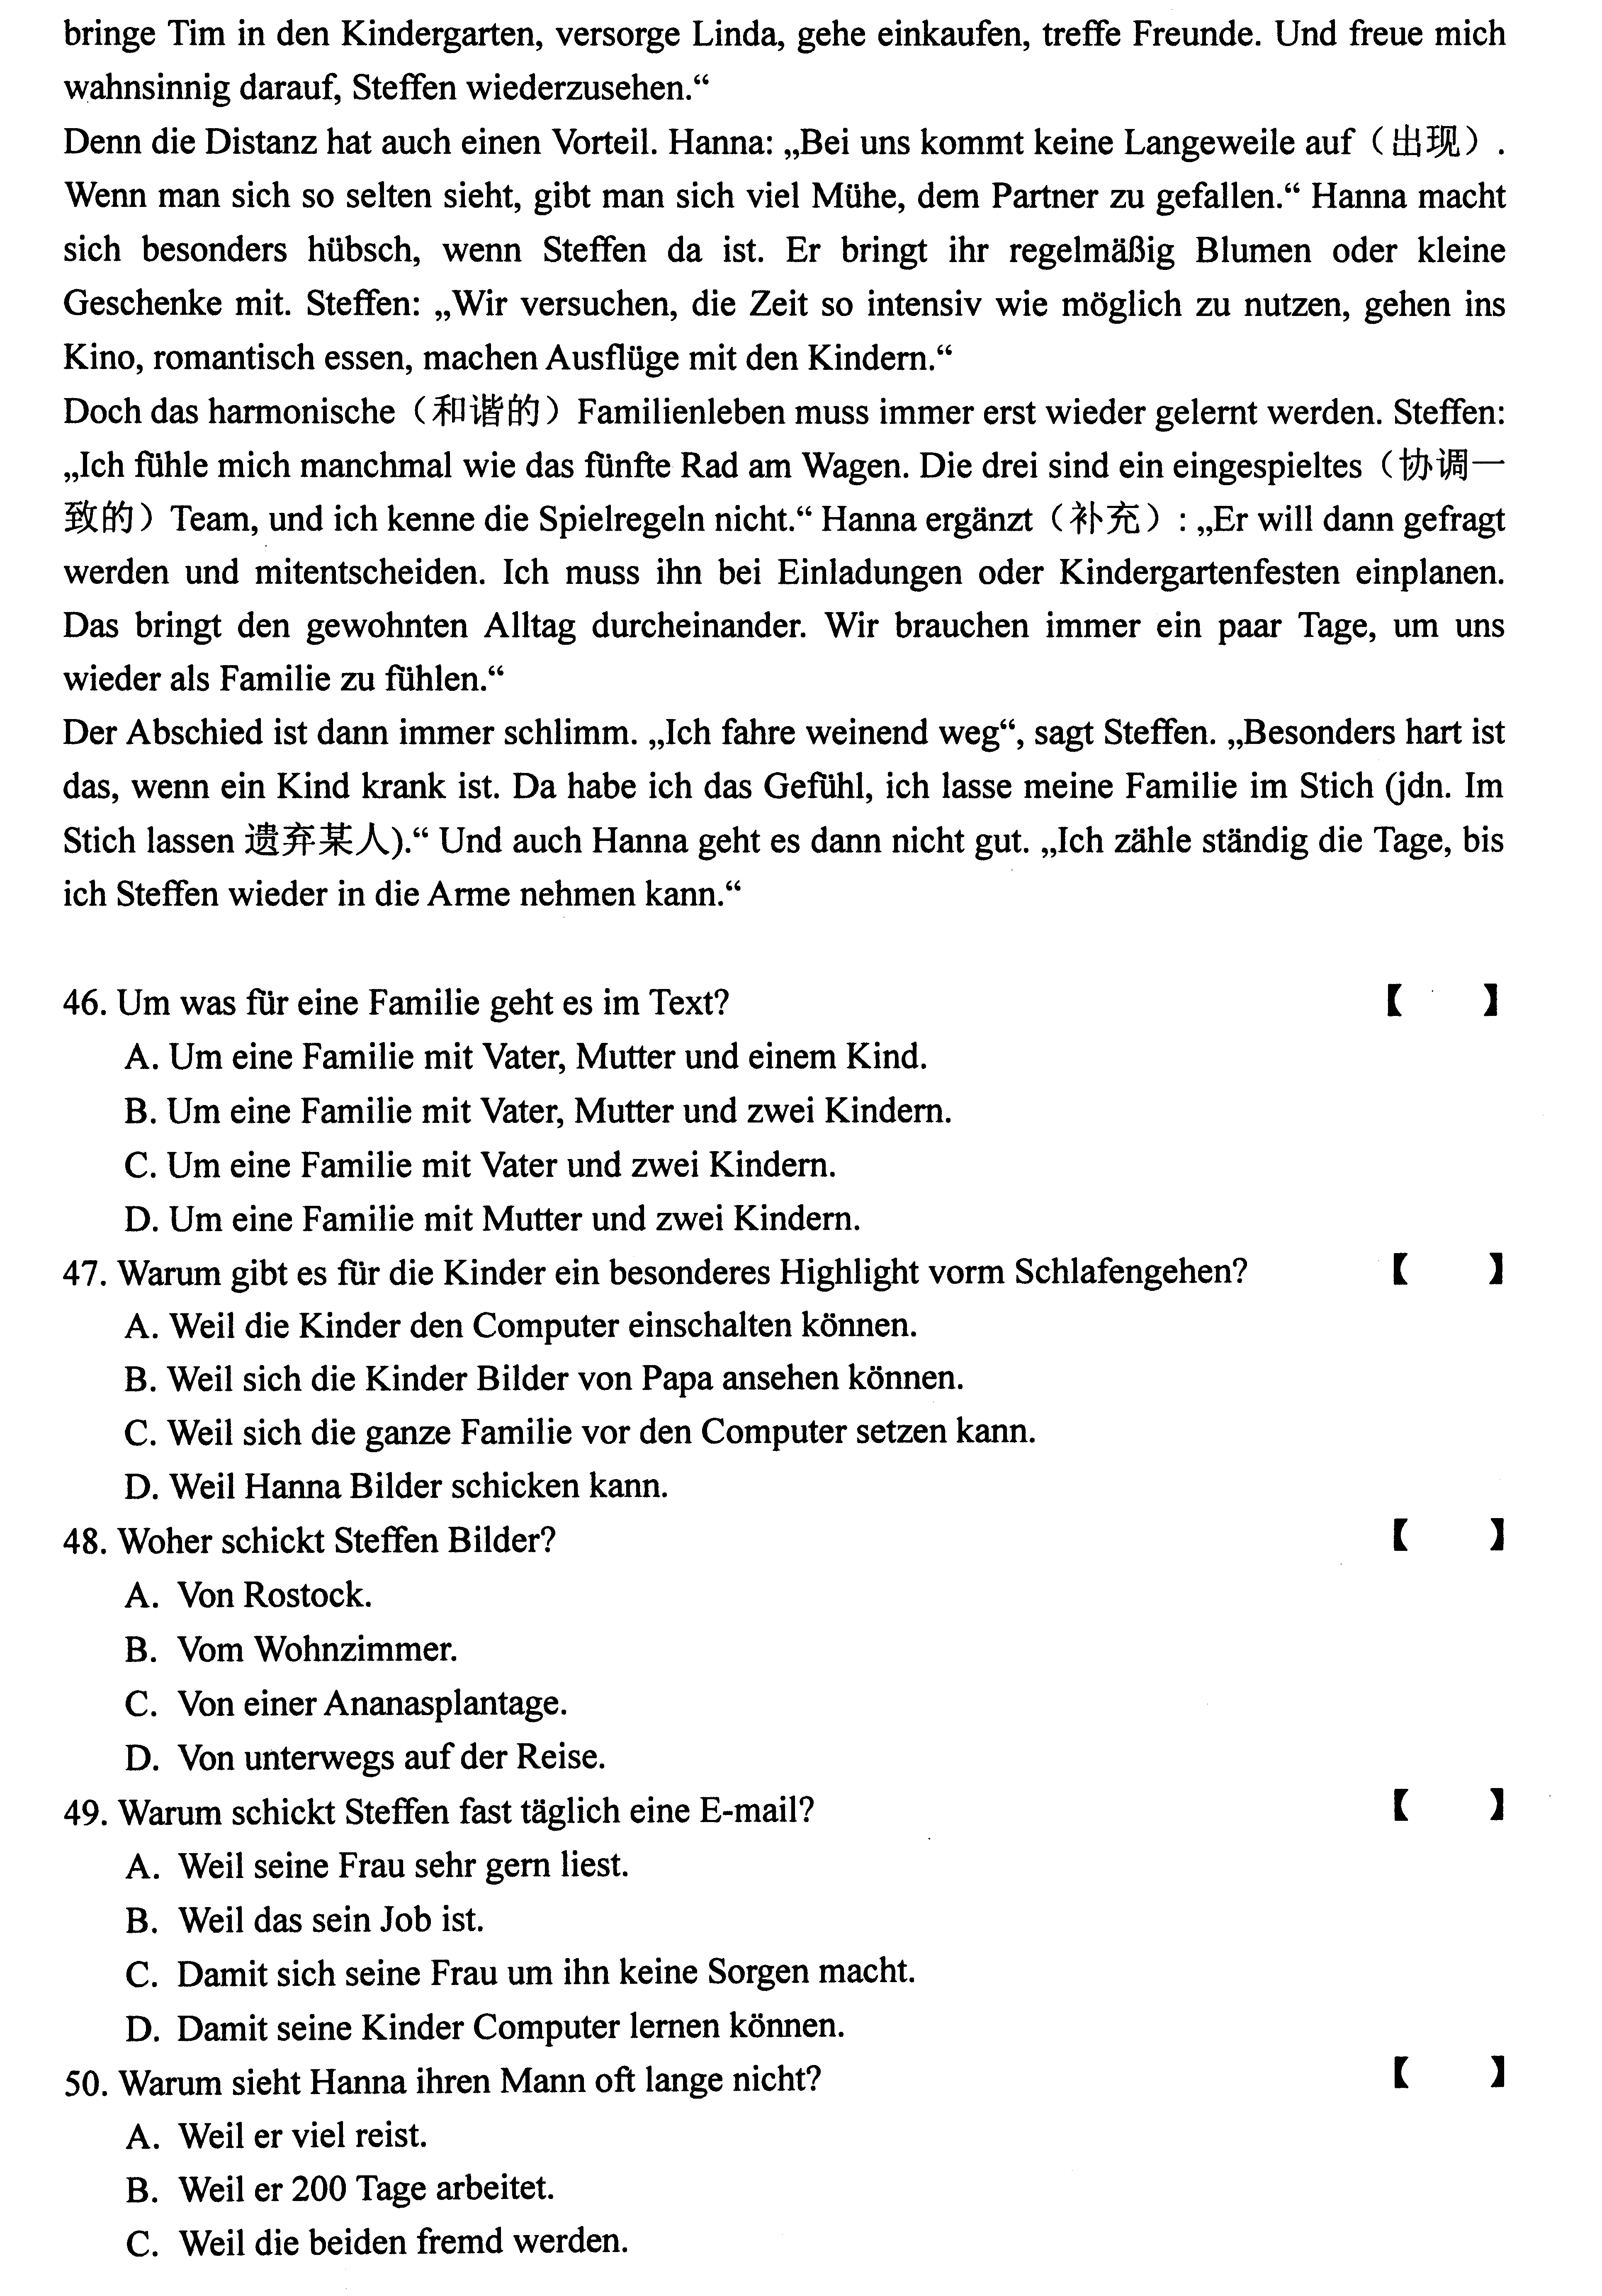 bringe Tim in den Kindergarten, versorge Linda, gehe einkaufen, treffe Freunde. Und freue mich
wahnsinnig darauf, Steffen wiederzusehen.“
Denn die Distanz hat auch einen Vorteil. Hanna: „Bei uns kommt keine Langeweile auf（出现）.
Wenn man sich so selten sieht, gibt man sich viel Mühe, dem Partner zu gefallen.“ Hanna macht
sich besonders hübsch, wenn Steffen da ist. Er bringt ihr regelmäßig Blumen oder kleine
Geschenke mit. Steffen: „Wir versuchen, die Zeit so intensiv wie möglich zu nutzen, gehen ins
Kino, romantisch essen, machen Ausflüge mit den Kindern.“
Doch das harmonische（和谐的）Familienleben muss immer erst wieder gelernt werden. Steffen:
„Ich fühle mich manchmal wie das fünfte Rad am Wagen. Die drei sind ein eingespieltes（协调一
致的）Team, und ich kenne die Spielregeln nicht.“ Hanna ergänzt（补充）: „Er will dann gefragt
werden und mitentscheiden. Ich muss ihn bei Einladungen oder Kindergartenfesten einplanen.
Das bringt den gewohnten Alltag durcheinander. Wir brauchen immer ein paar Tage, um uns
wieder als Familie zu fühlen.“
Der Abschied ist dann immer schlimm. „Ich fahre weinend weg“, sagt Steffen. „Besonders hart ist
das, wenn ein Kind krank ist. Da habe ich das Gefühl, ich lasse meine Familie im Stich (jdn. Im
Stich lassen 遗弃某人).“ Und auch Hanna geht es dann nicht gut. „Ich zähle ständig die Tage, bis
ich Steffen wieder in die Arme nehmen kann.“
46. Um was für eine Familie geht es im Text? 【 】
A. Um eine Familie mit Vater, Mutter und einem Kind.
B. Um eine Familie mit Vater, Mutter und zwei Kindern.
C. Um eine Familie mit Vater und zwei Kindern.
D. Um eine Familie mit Mutter und zwei Kindern.
47. Warum gibt es für die Kinder ein besonderes Highlight vorm Schlafengehen? 【 】
A. Weil die Kinder den Computer einschalten können.
B. Weil sich die Kinder Bilder von Papa ansehen können.
C. Weil sich die ganze Familie vor den Computer setzen kann.
D. Weil Hanna Bilder schicken kann.
48. Woher schickt Steffen Bilder? 【 】
A. Von Rostock.
B. Vom Wohnzimmer.
C. Von einer Ananasplantage.
D. Von unterwegs auf der Reise.
49. Warum schickt Steffen fast täglich eine E-mail? 【 】
A. Weil seine Frau sehr gern liest.
B. Weil das sein Job ist.
C. Damit sich seine Frau um ihn keine Sorgen macht.
D. Damit seine Kinder Computer lernen können.
50. Warum sieht Hanna ihren Mann oft lange nicht? 【 】
A. Weil er viel reist.
B. Weil er 200 Tage arbeitet.
C. Weil die beiden fremd werden.